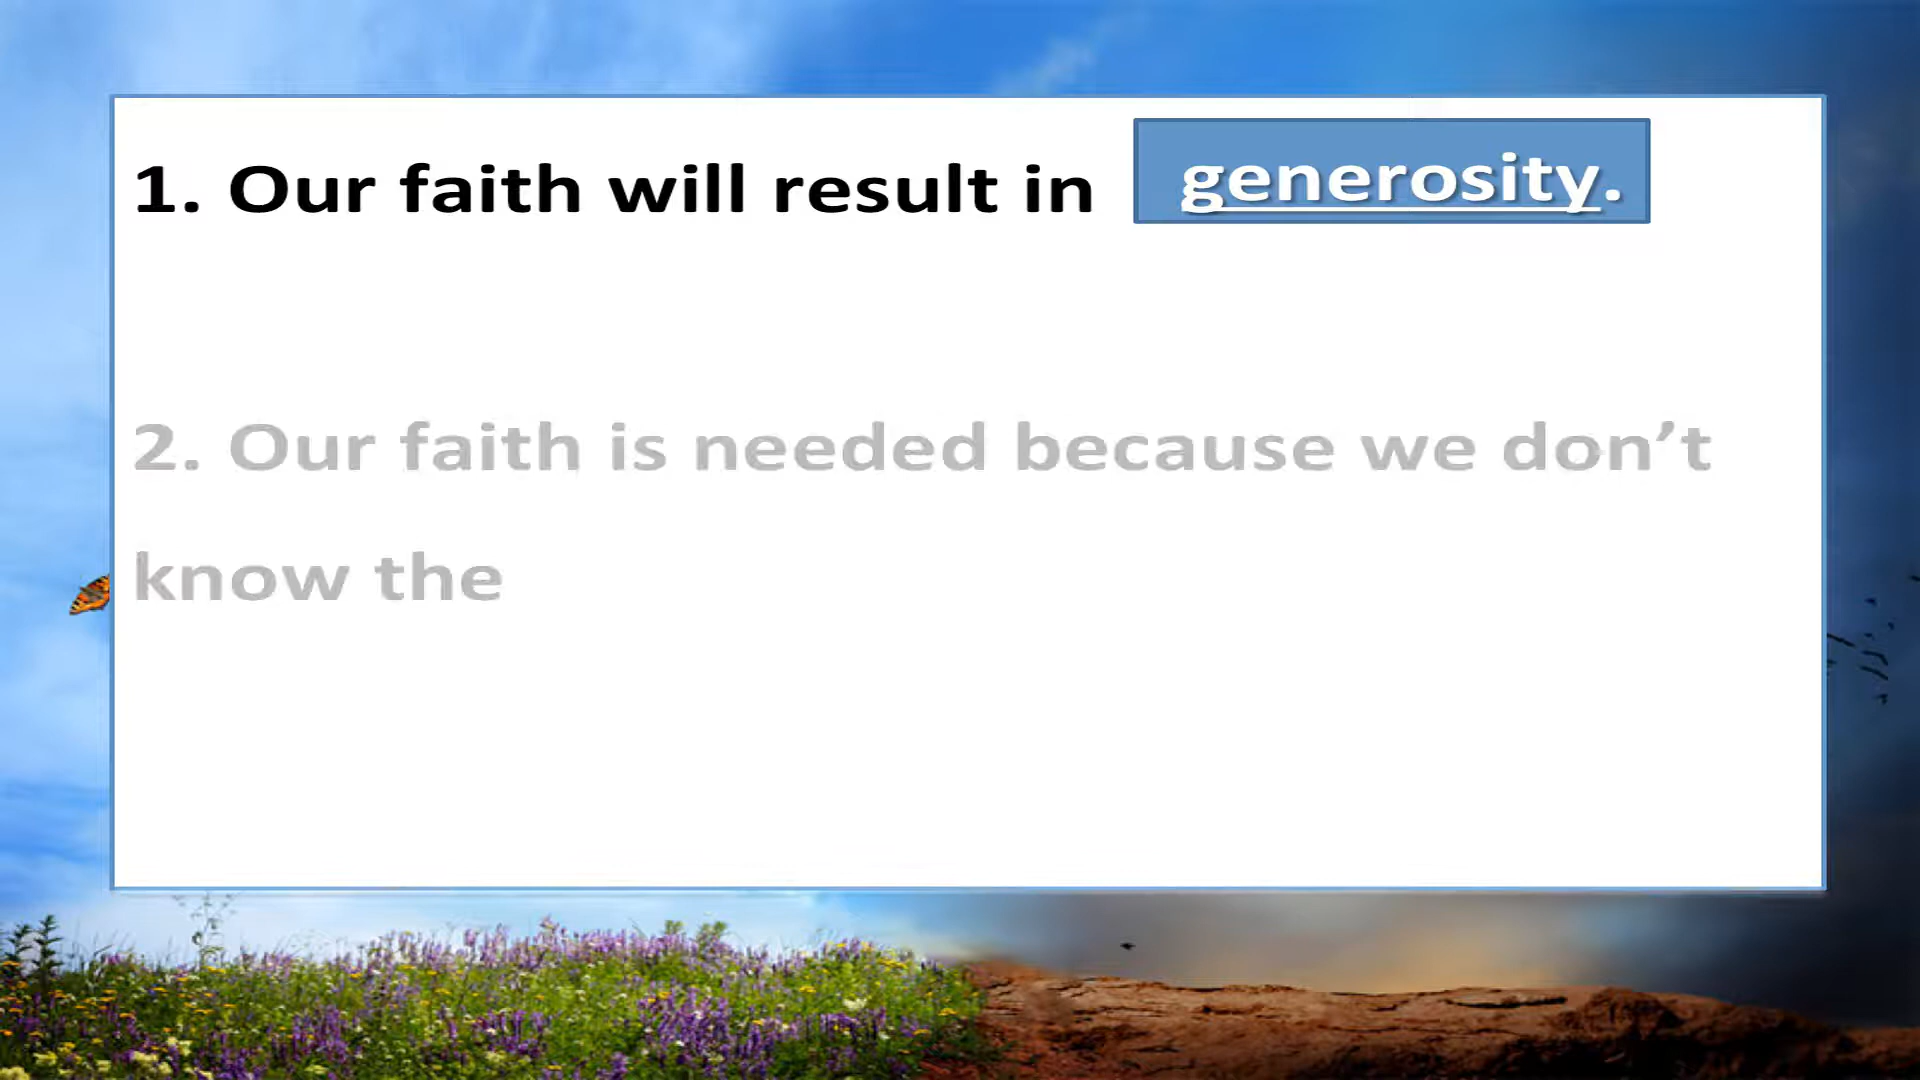 1. Our faith will result in generosity.
2. Our faith is needed because we don’t
know the